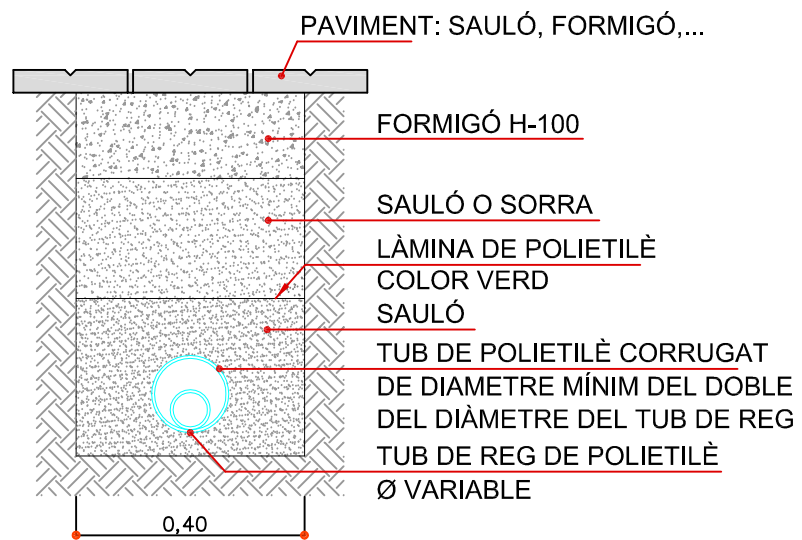 PAVIMENT: SAULÓ, FORMIGÓ,...
FORMIGÓ H-100
SAULÓ O SORRA
LÀMINA DE POLIETILÈ
COLOR VERD
SAULÓ
TUB DE POLIETILÈ CORRUGAT
DE DIAMETRE MÍNIM DEL DOBLE
DEL DIÀMETRE DEL TUB DE REG
TUB DE REG DE POLIETILÈ
Ø VARIABLE
0,40